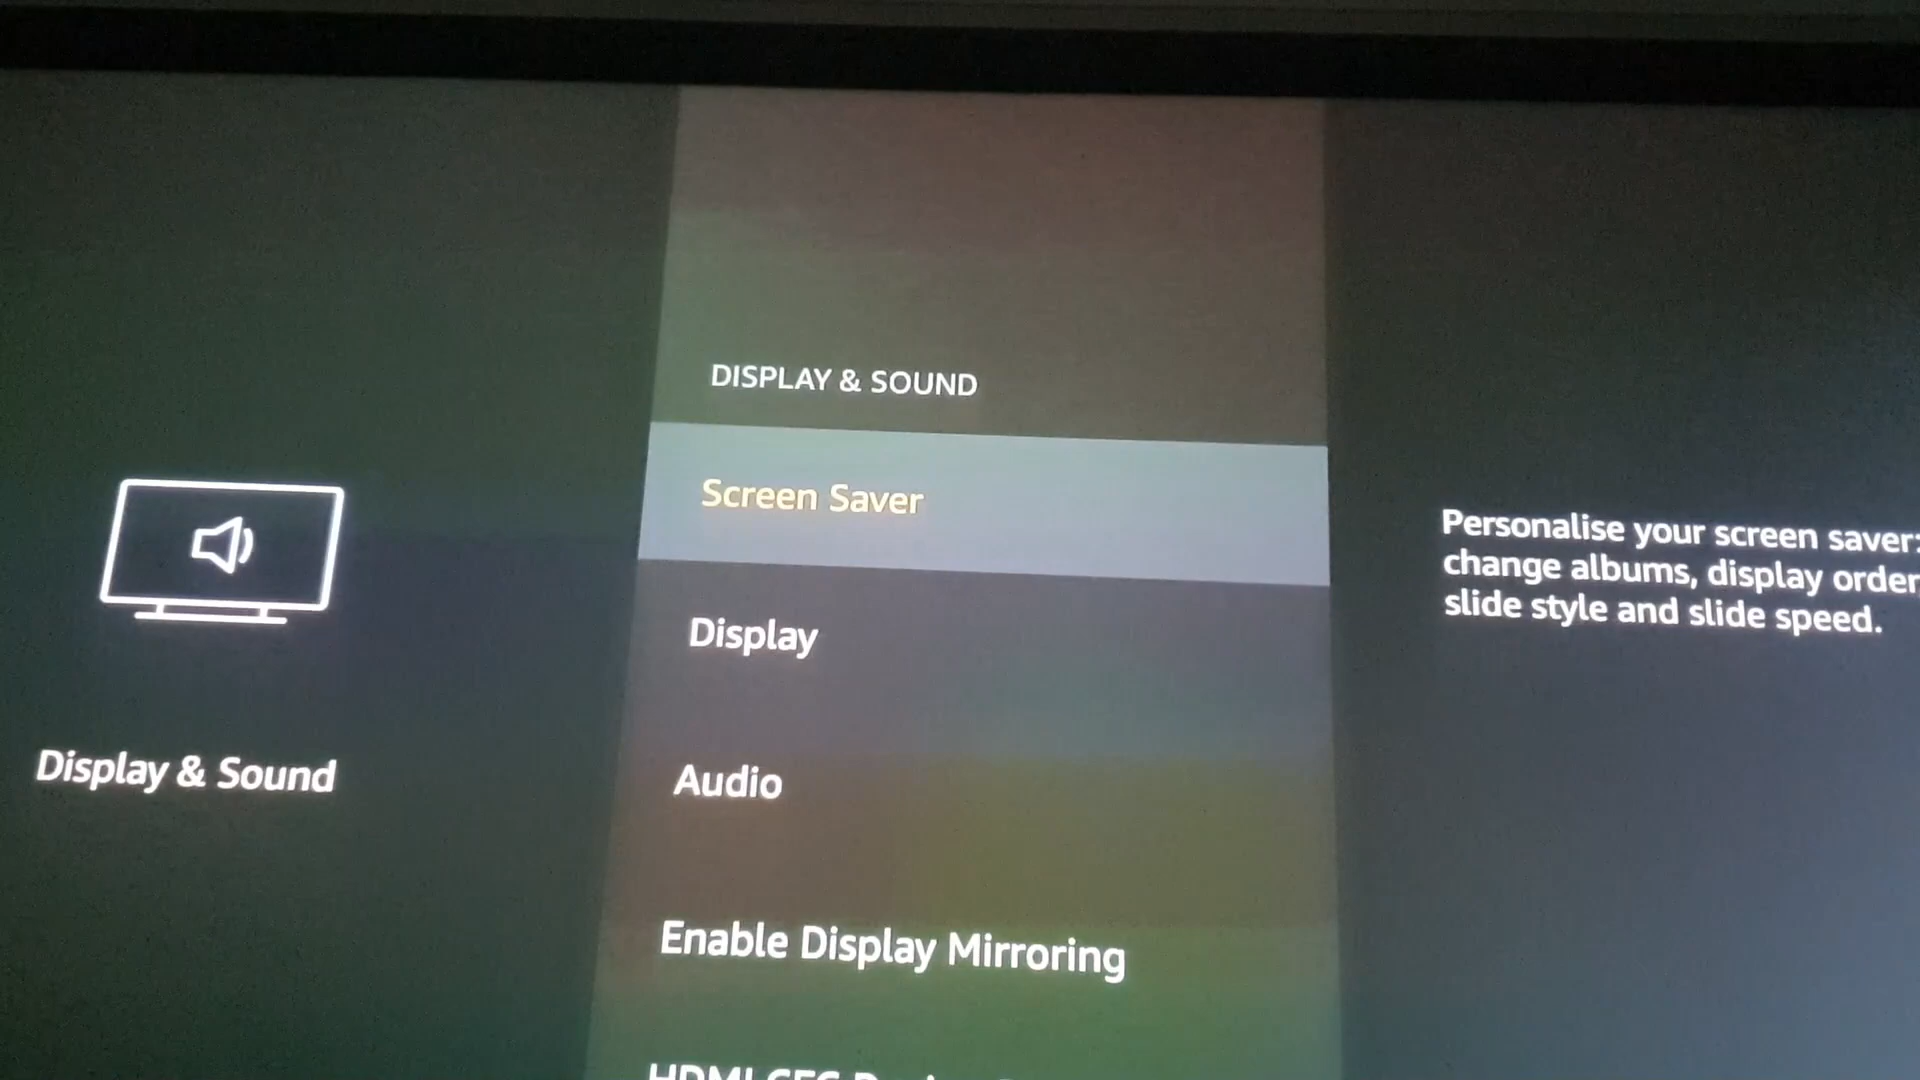 DISPLAY & SOUND
Screen Saver
Display
Audio
Enable Display Mirroring
Display & Sound
Personalise your screen saver:
change albums, display order
slide style and slide speed.